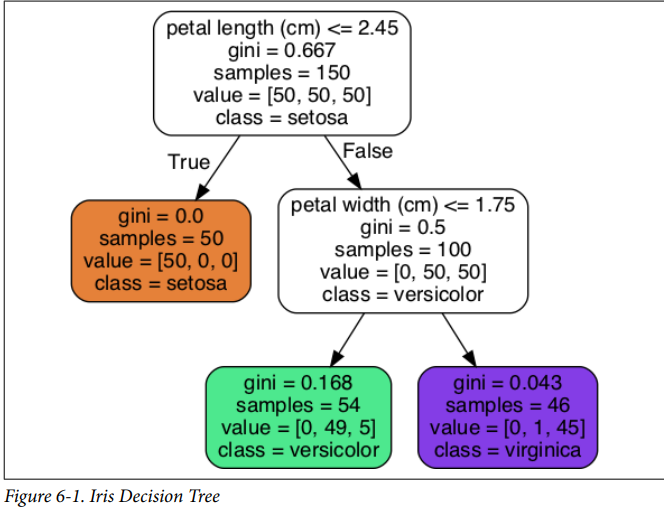 petal length (cm) <= 2.45
gini = 0.667
samples = 150
value = [50, 50, 50]
class = setosa
True
False
gini = 0.0
samples = 50
value = [50, 0, 0]
class = setosa
petal width (cm) <= 1.75
gini = 0.5
samples = 100
value = [0, 50, 50]
class = versicolor
gini = 0.168
samples = 54
value = [0, 49, 5]
class = versicolor
gini = 0.043
samples = 46
value = [0, 1, 45]
class = virginica
Figure 6-1. Iris Decision Tree